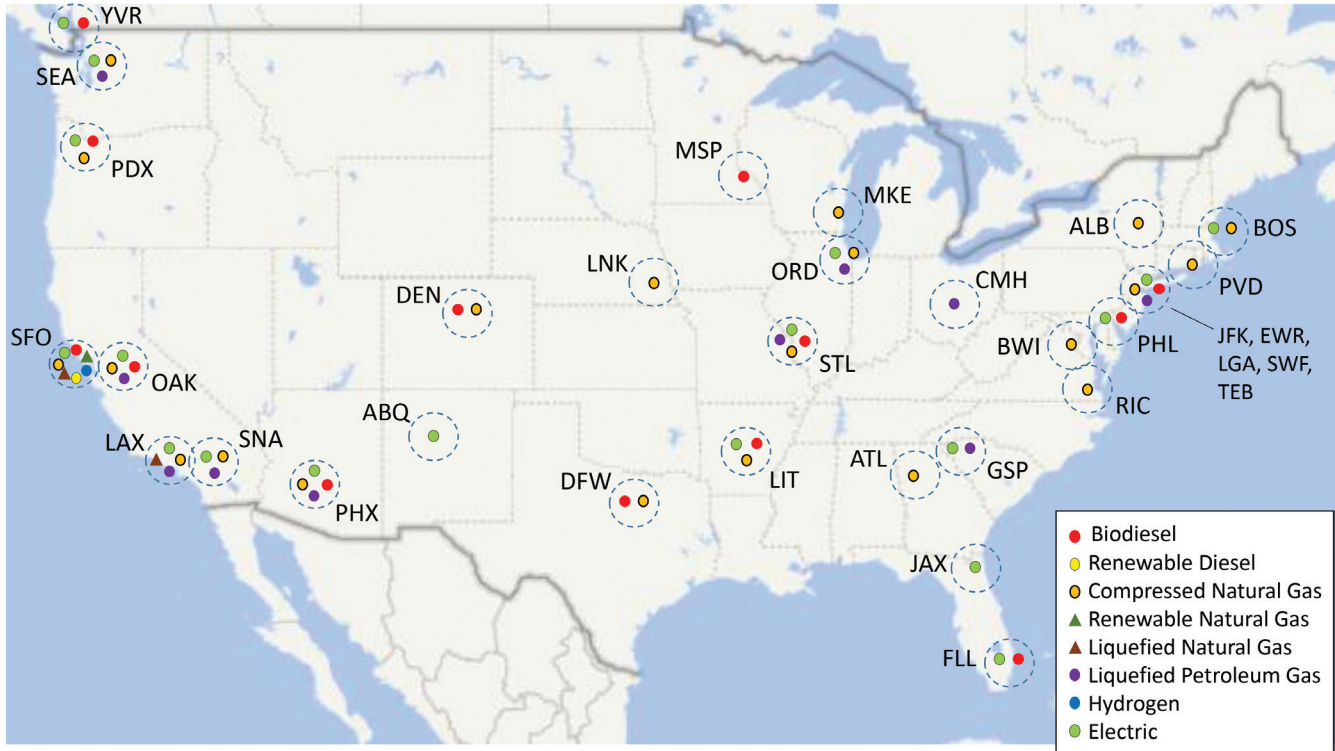 YVR
SEA
PDX
MSP
MKE
ALB
BOS
LNK
ORD
CMH
PVD
DEN
SFO
STL
BWI
PHL
JFK, EWR,
LGA, SWF,
TEB
OAK
RIC
ABQ
LAX
SNA
PHX
DFW
LIT
ATL
GSP
JAX
FLL
Biodiesel
Renewable Diesel
Compressed Natural Gas
Renewable Natural Gas
Liquefied Natural Gas
Liquefied Petroleum Gas
Hydrogen
Electric